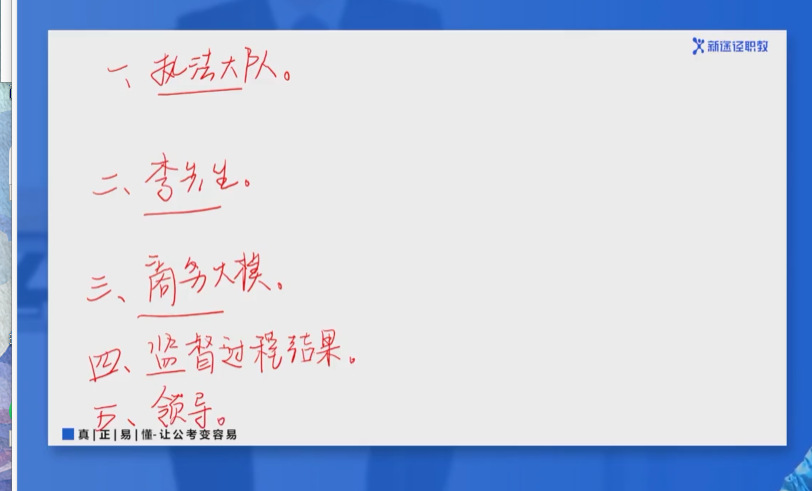 新途径职教
一、执法大队。
二、李先生。
三、商务大楼。
四、监督过程结果。
五、领导。
真|正|易|懂-让公考变容易